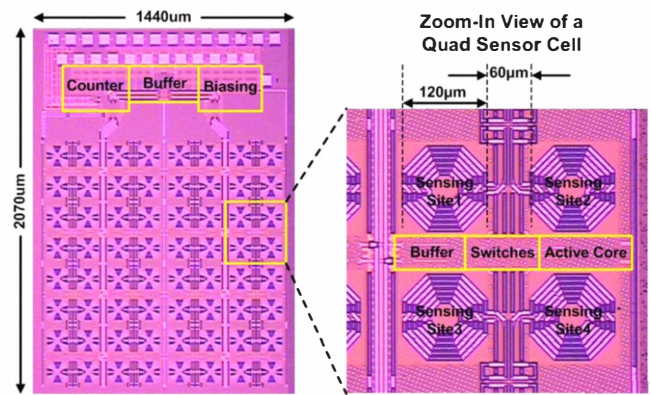 1440um
2070um
Counter
Buffer
Biasing
Zoom-In View of a
Quad Sensor Cell
60µm
120µm
Sensing
Site1
Sensing
Site2
Buffer
Switches
Active Core
Sensing
Site3
Sensing
Site4